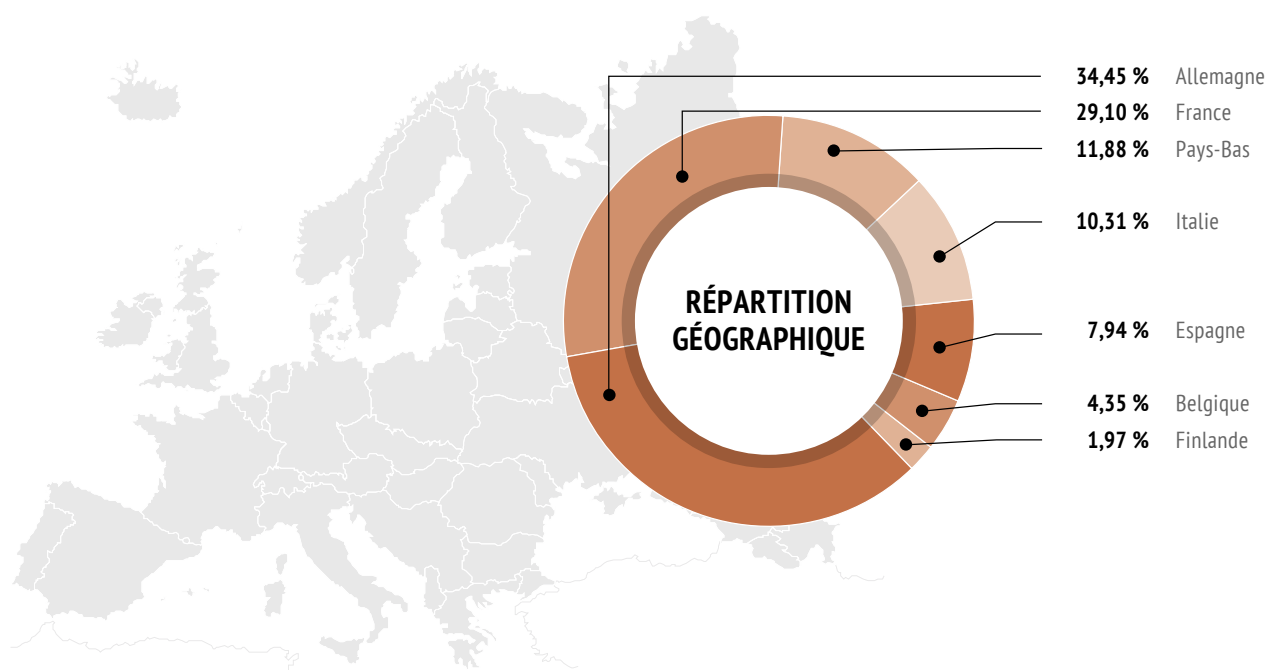 34,45 % Allemagne
29,10 % France
11,88 % Pays-Bas
10,31 % Italie
RÉPARTITION
GÉOGRAPHIQUE
7,94 % Espagne
4,35 % Belgique
1,97 % Finlande